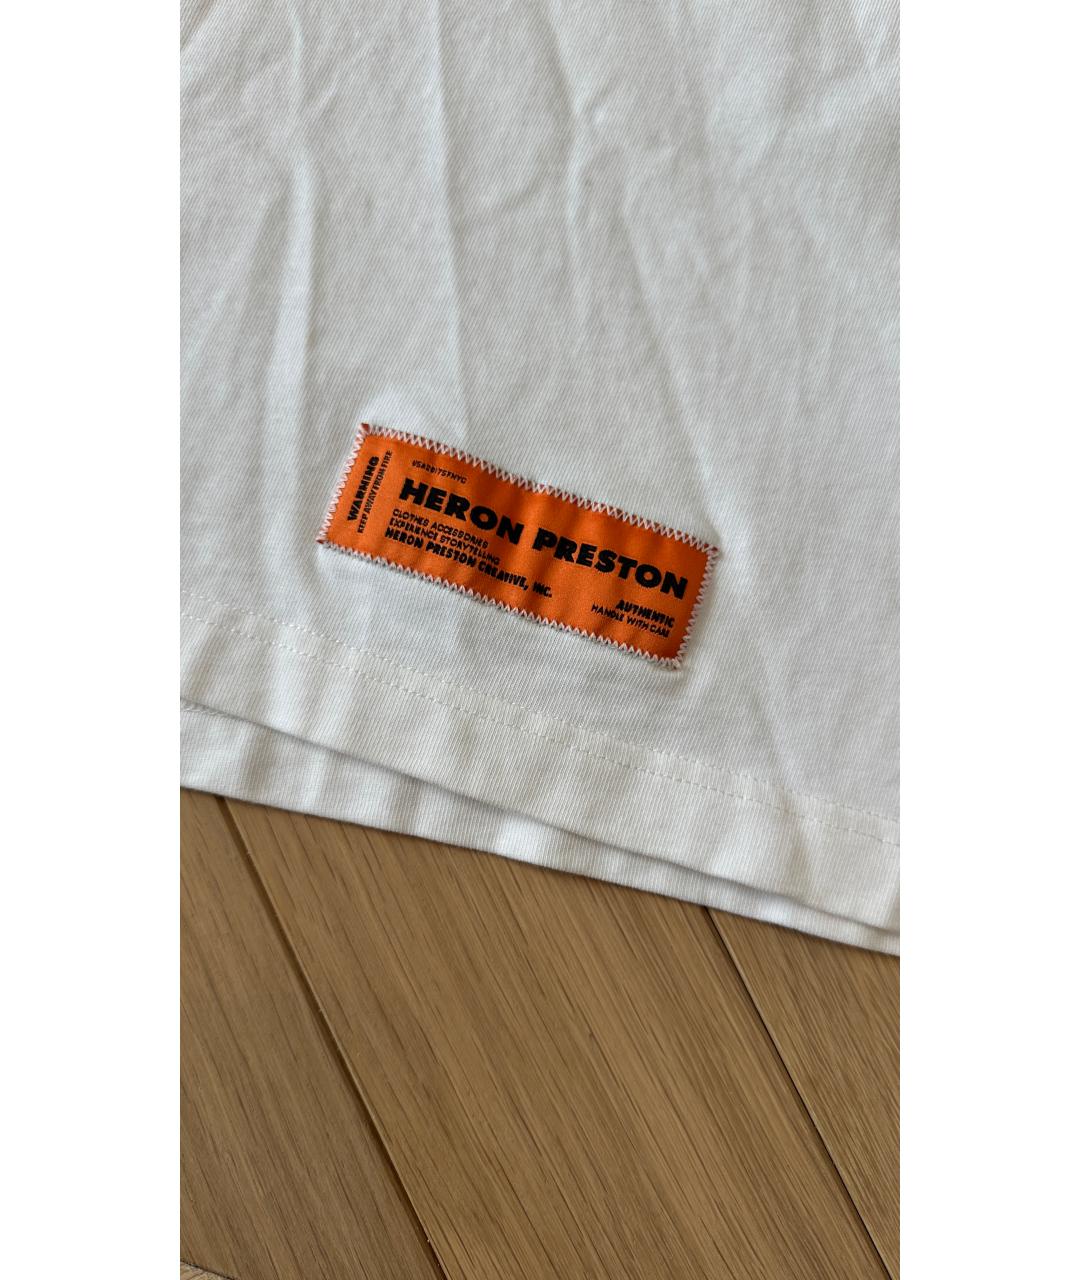 WARNING
KEEP AWAY FROM FIRE
HERON PRESTON
CLOTHES ACCESSORIES
EXPERIENCE STORYTELLING
HERON PRESTON CREATIVE, INC.
AUTHENTIC
HANDLE WITH CARE